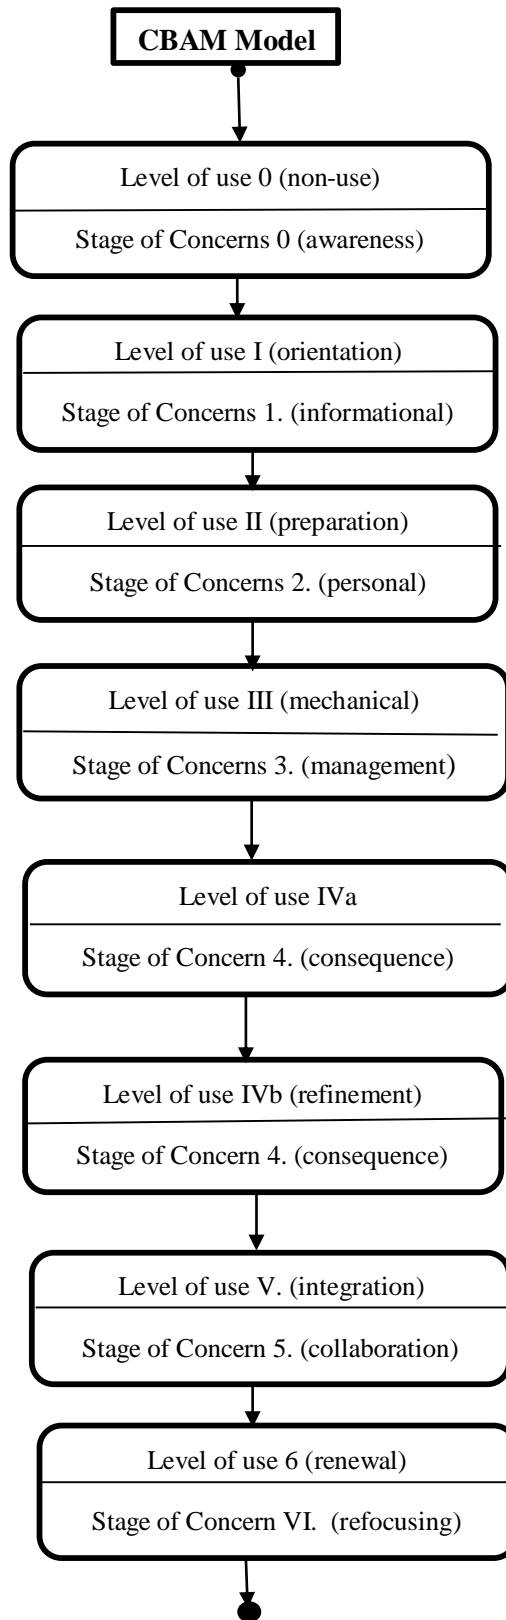 CBAM Model
Level of use 0 (non-use)
Stage of Concerns 0 (awareness)
Level of use I (orientation)
Stage of Concerns 1. (informational)
Level of use II (preparation)
Stage of Concerns 2. (personal)
Level of use III (mechanical)
Stage of Concerns 3. (management)
Level of use IVa
Stage of Concern 4. (consequence)
Level of use IVb (refinement)
Stage of Concern 4. (consequence)
Level of use V. (integration)
Stage of Concern 5. (collaboration)
Level of use 6 (renewal)
Stage of Concern VI. (refocusing)